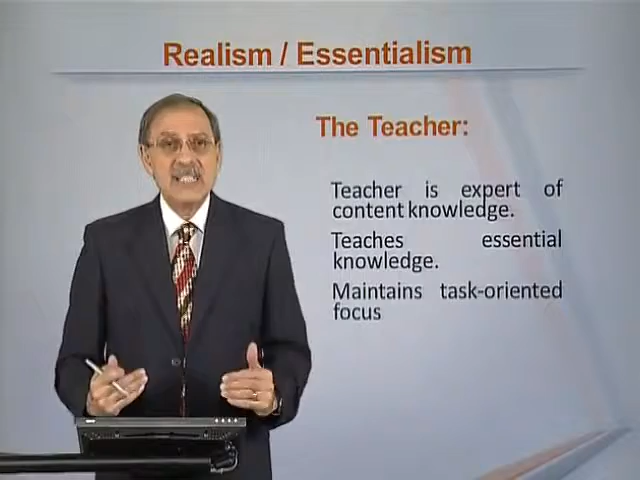 Realism / Essentialism
The Teacher:
Teacher is expert of
content knowledge.
Teaches essential
knowledge.
Maintains task-oriented
focus